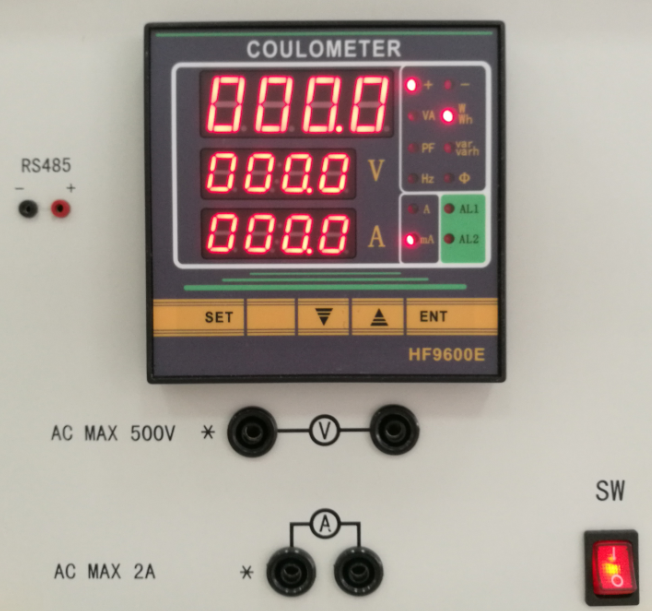 COULOMETER
000.0
+ -
VA W Wh
PF var varh
Hz Φ
000.0 V
A AL1
000.0 A
mA AL2
RS485
- +
SET ENT
HF9600E
AC MAX 500V * V
A
SW
AC MAX 2A *